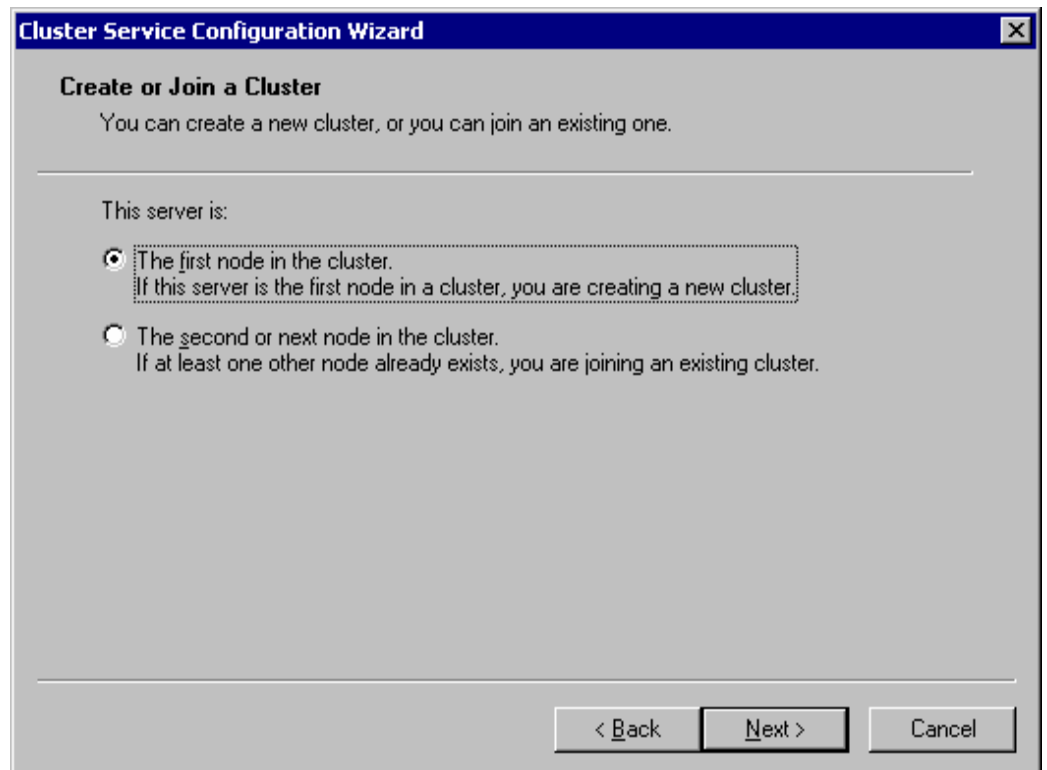 Cluster Service Configuration Wizard
Create or Join a Cluster
You can create a new cluster, or you can join an existing one.
This server is:
The first node in the cluster.
If this server is the first node in a cluster, you are creating a new cluster.
The second or next node in the cluster.
If at least one other node already exists, you are joining an existing cluster.
< Back Next > Cancel